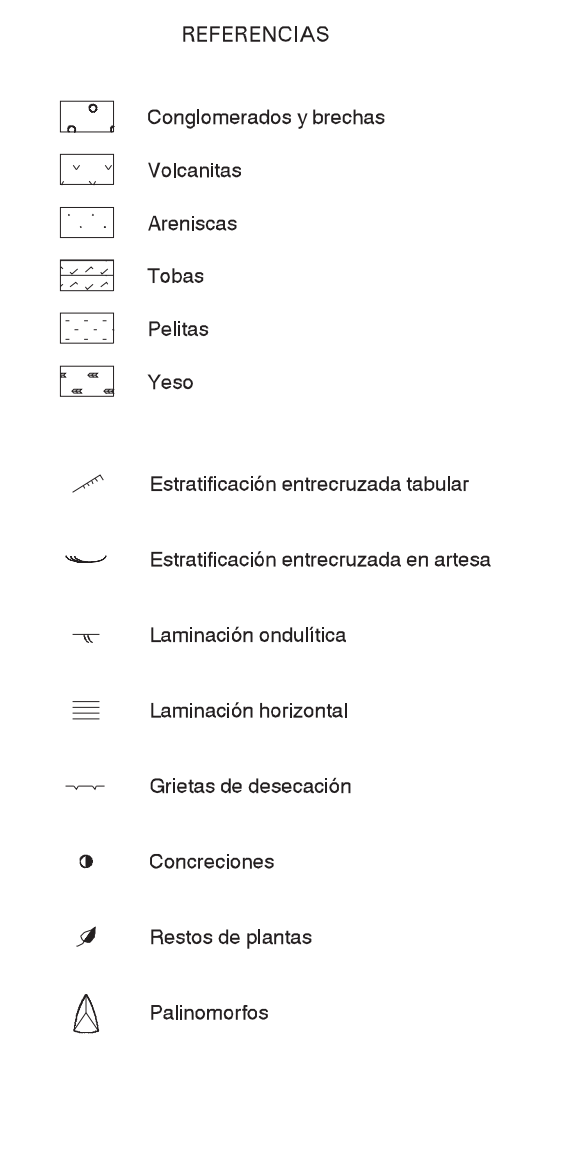 REFERENCIAS
Conglomerados y brechas
Volcanitas
Areniscas
Tobas
Pelitas
Yeso
Estratificación entrecruzada tabular
Estratificación entrecruzada en artesa
Laminación ondulítica
Laminación horizontal
Grietas de desecación
Concreciones
Restos de plantas
Palinomorfos